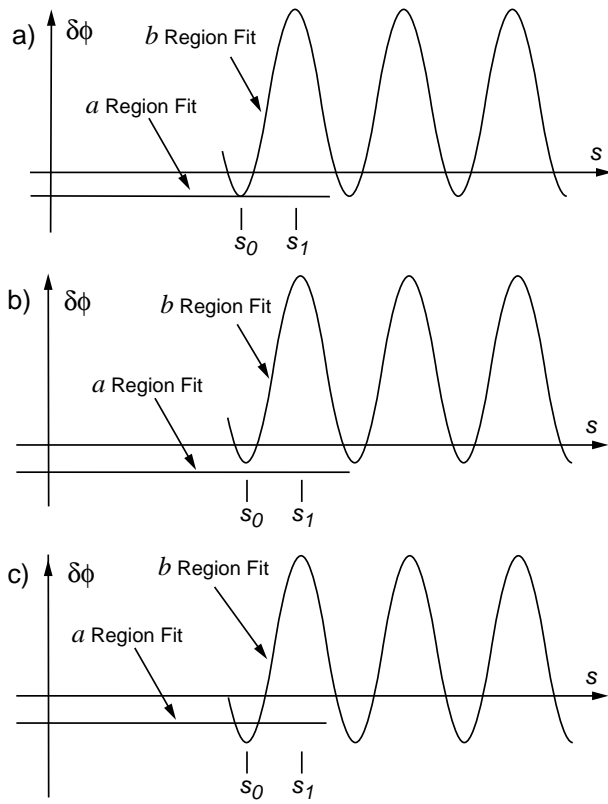 a)
δϕ
b Region Fit
a Region Fit
s
s0
s1
b)
δϕ
b Region Fit
a Region Fit
s
s0
s1
c)
δϕ
b Region Fit
a Region Fit
s
s0
s1